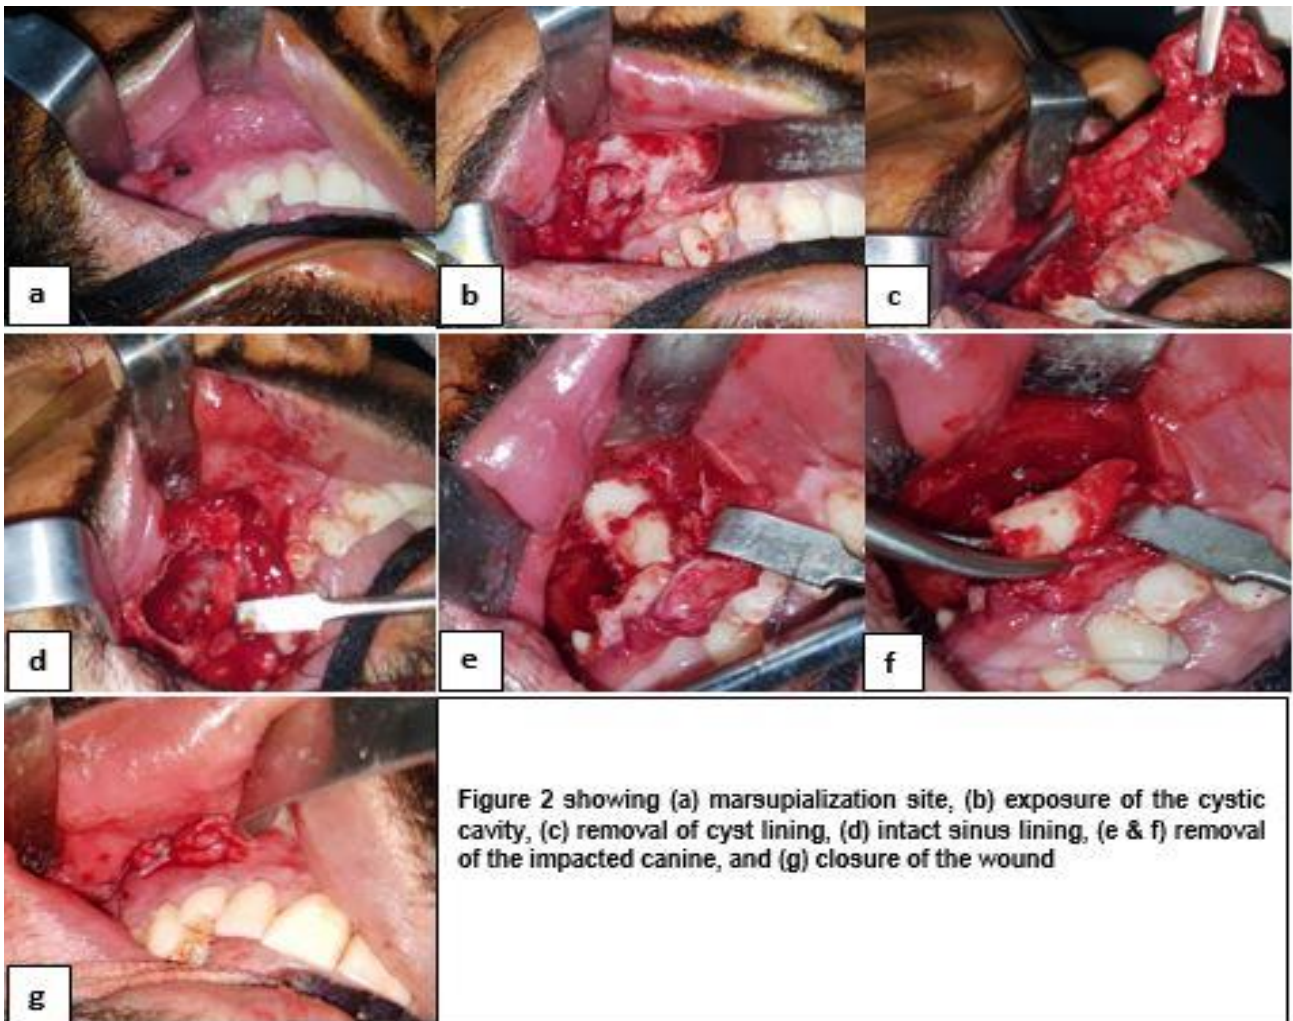 a
b
c
d
e
f
g
Figure 2 showing (a) marsupialization site, (b) exposure of the cystic
cavity, (c) removal of cyst lining, (d) intact sinus lining, (e & f) removal
of the impacted canine, and (g) closure of the wound